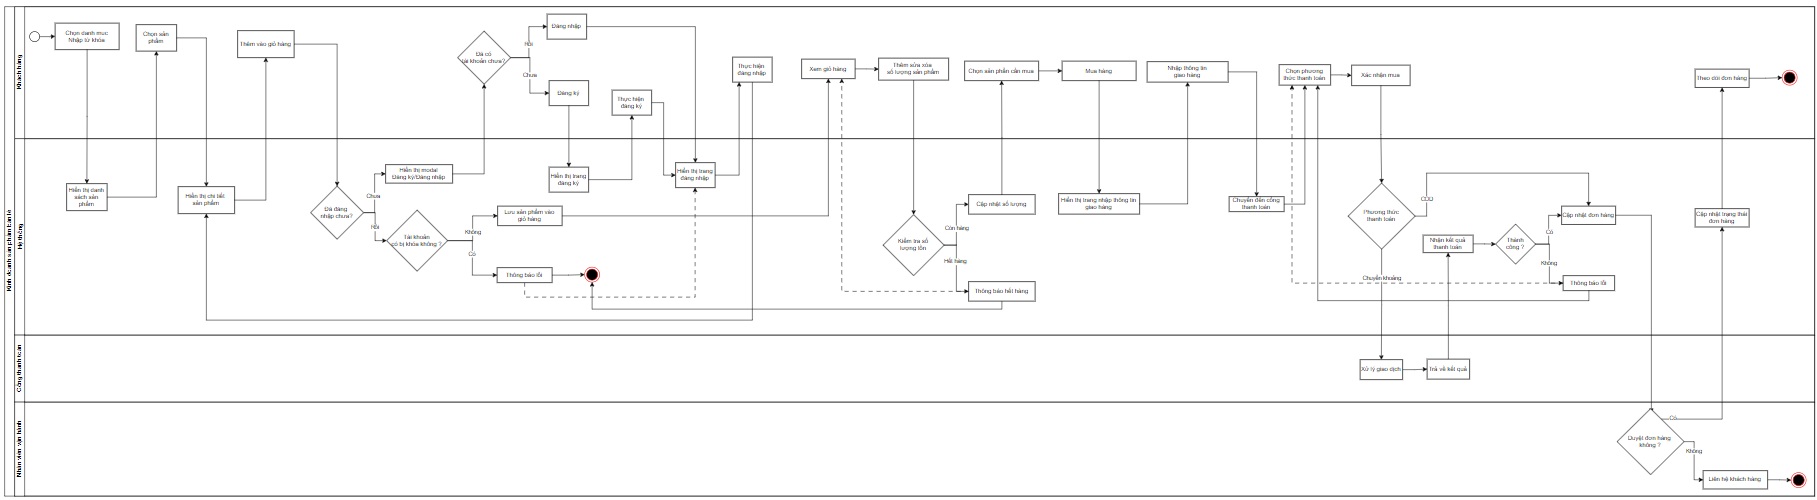 Kinh doanh sản phẩm bán lẻ
Khách hàng
Chọn danh mục
Nhập từ khóa
Chọn sản
phẩm
Thêm vào giỏ hàng
Đã có
tài khoản chưa?
Rồi
Chưa
Đăng nhập
Đăng ký
Thực hiện
đăng ký
Thực hiện
đăng nhập
Xem giỏ hàng
Thêm sửa xóa
số lượng sản phẩm
Chọn sản phẩn cần mua
Mua hàng
Nhập thông tin
giao hàng
Chọn phương
thức thanh toán
Xác nhận mua
Theo dõi đơn hàng
Hệ thống
Hiển thị danh
sách sản
phẩm
Hiển thị chi tiết
sản phẩm
Đã đăng
nhập chưa?
Chưa
Rồi
Hiển thị modal
Đăng ký/Đăng nhập
Tài khoản
có bị khóa không ?
Không
Có
Lưu sản phẩm vào
giỏ hàng
Thông báo lỗi
Hiển thị trang
đăng ký
Hiển thị trang
đăng nhập
Kiểm tra số
lượng tồn
Còn hàng
Hết hàng
Cập nhật số lượng
Thông báo hết hàng
Hiển thị trang nhập thông tin
giao hàng
Chuyển đến cổng
thanh toán
Phương thức
thanh toán
COD
Chuyển khoảng
Nhận kết quả
thanh toán
Thành
công ?
Có
Không
Cập nhật đơn hàng
Thông báo lỗi
Cập nhật trạng thái
đơn hàng
Cổng thanh toán
Xử lý giao dịch
Trả về kết quả
Nhân viên vận hành
Duyệt đơn hàng
không ?
Có
Không
Liên hệ khách hàng